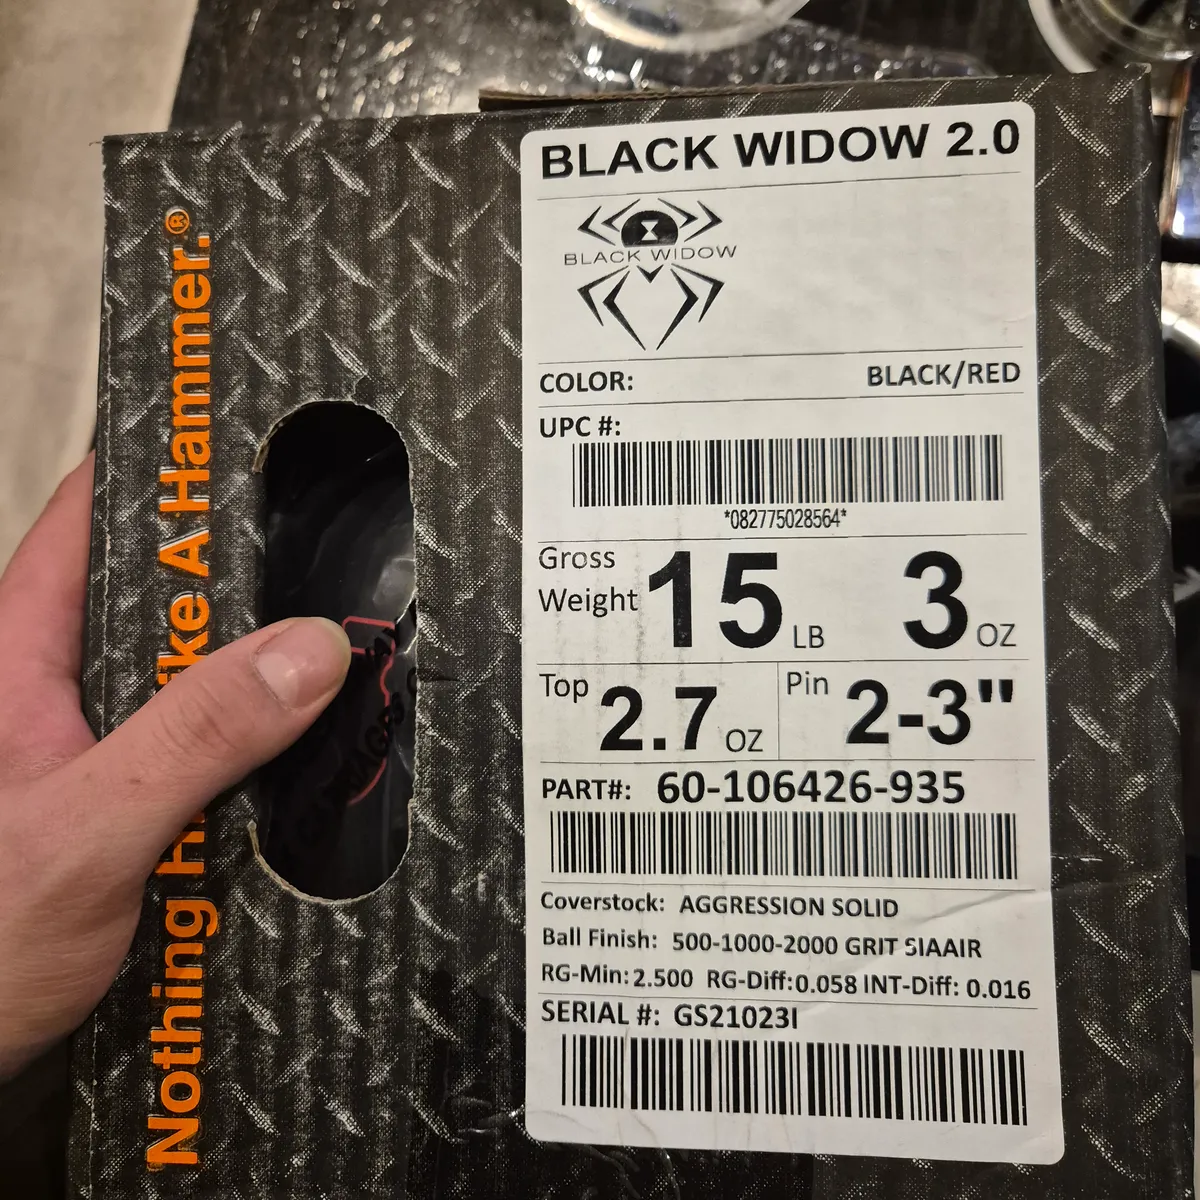 Nothing Hi ike A Hammer.®
BLACK WIDOW 2.0
BLACK WIDOW
COLOR: BLACK/RED
UPC #:
*082775028564*
Gross
Weight 15 LB 3 OZ
Top 2.7 OZ Pin 2-3"
PART#: 60-106426-935
Coverstock: AGGRESSION SOLID
Ball Finish: 500-1000-2000 GRIT SIAAIR
RG-Min: 2.500 RG-Diff: 0.058 INT-Diff: 0.016
SERIAL #: GS21023I